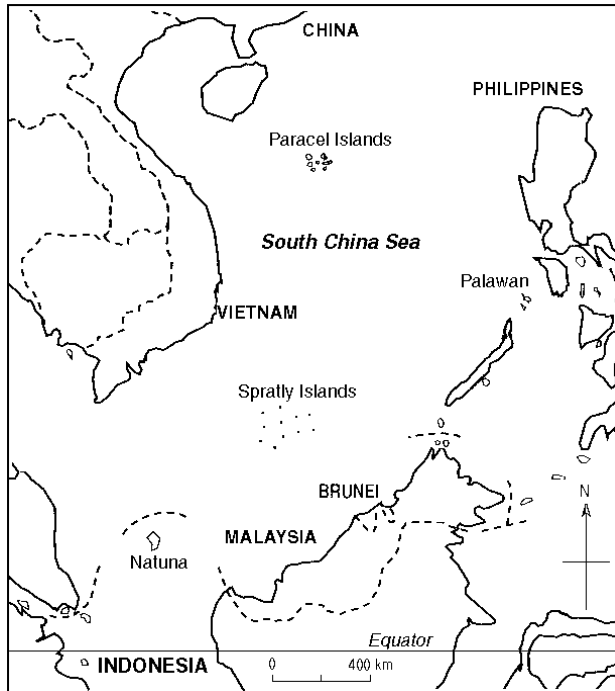 CHINA
PHILIPPINES
Paracel Islands
South China Sea
Palawan
VIETNAM
Spratly Islands
BRUNEI
N
A
MALAYSIA
Natuna
Equator
INDONESIA
0 400 km